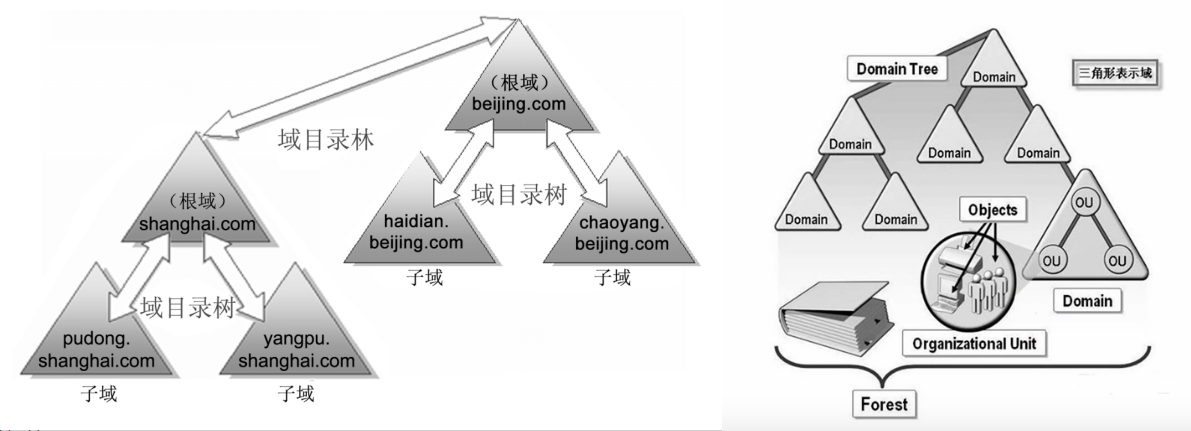 （根域）
beijing.com
域目录林
（根域）
shanghai.com
域目录树
haidian.
beijing.com
chaoyang.
beijing.com
子域
子域
域目录树
pudong.
shanghai.com
yangpu.
shanghai.com
子域
子域
Domain Tree
Domain
三角形表示域
Domain
Domain
Domain
Domain
Domain
Objects
OU
OU
OU
Domain
Organizational Unit
Forest